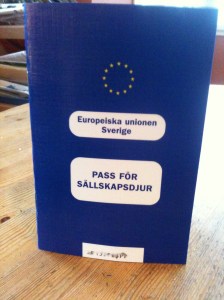 Europeiska unionen
Sverige
PASS FÖR
SÄLLSKAPSDJUR